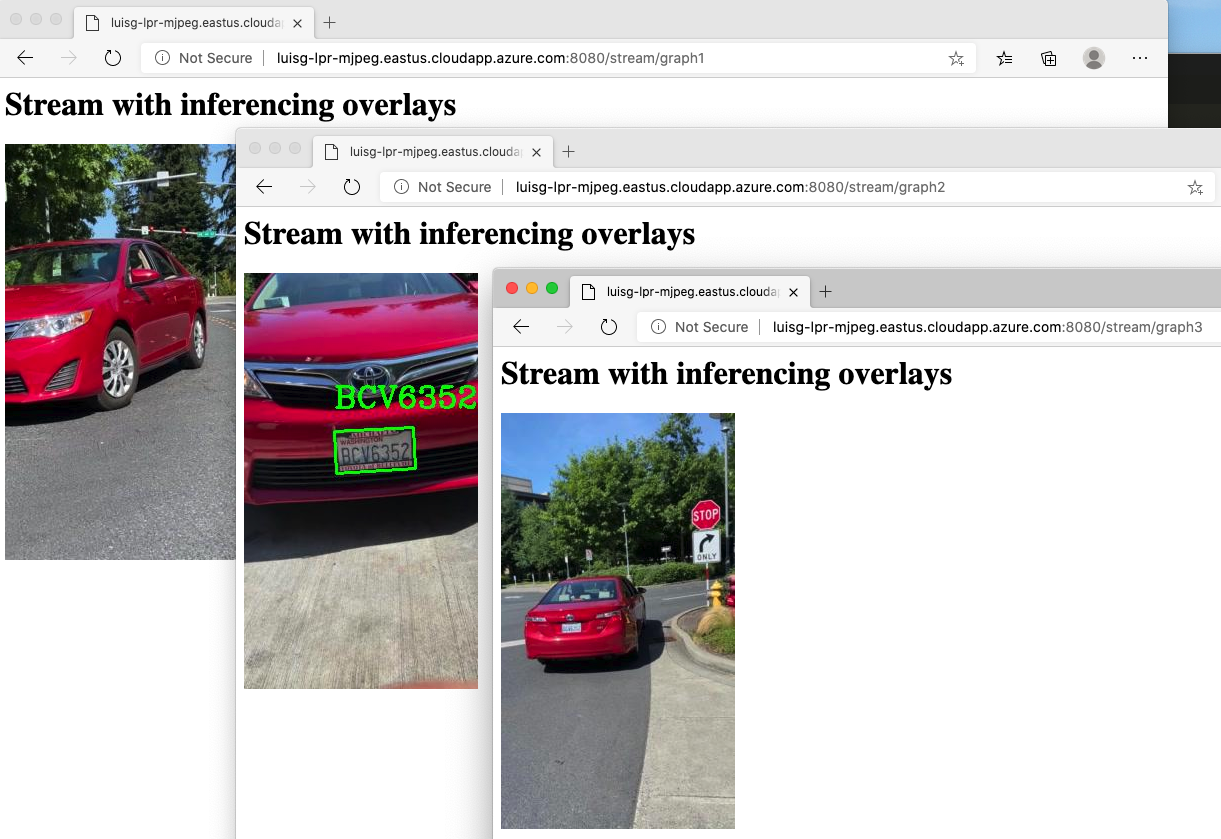 luisg-lpr-mjpeg.eastus.clouda
Not Secure luisg-lpr-mjpeg.eastus.cloudapp.azure.com:8080/stream/graph1
Stream with inferencing overlays
luisg-lpr-mjpeg.eastus.clouda
Not Secure luisg-lpr-mjpeg.eastus.cloudapp.azure.com:8080/stream/graph2
Stream with inferencing overlays
BCV6352
WASHINGTON
BCV6352
luisg-lpr-mjpeg.eastus.clouda
Not Secure luisg-lpr-mjpeg.eastus.cloudapp.azure.com:8080/stream/graph3
Stream with inferencing overlays
STOP
ONLY